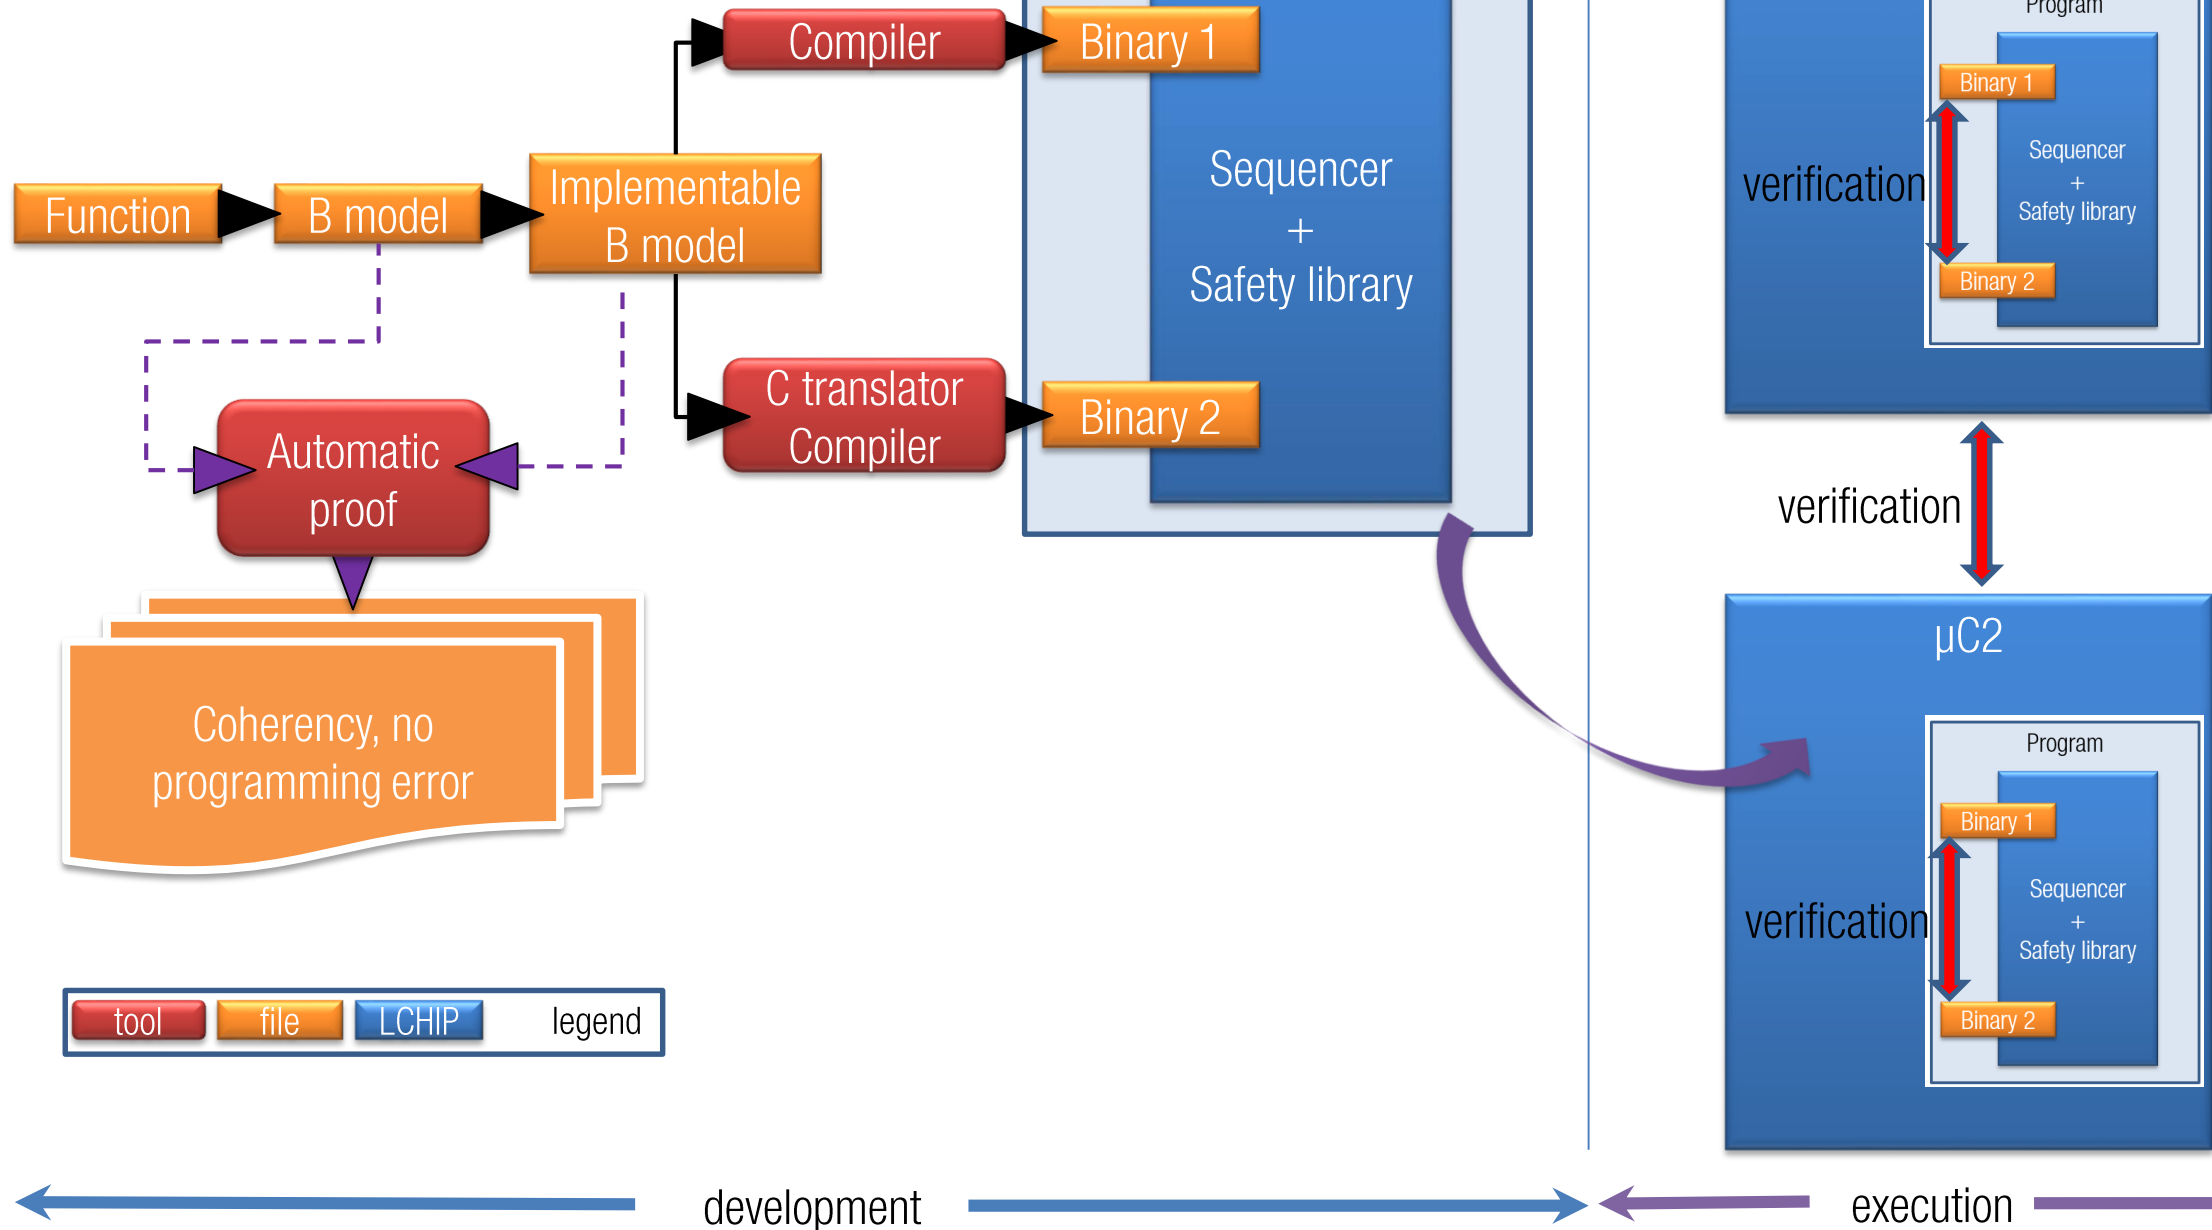 Function
B model
Implementable
B model
Compiler
Binary 1
C translator
Compiler
Binary 2
Sequencer
+
Safety library
Automatic
proof
Coherency, no
programming error
tool
file
LCHIP
legend
development
Program
Binary 1
Sequencer
+
Safety library
verification
Binary 2
verification
µC2
Program
Binary 1
Sequencer
+
Safety library
verification
Binary 2
execution